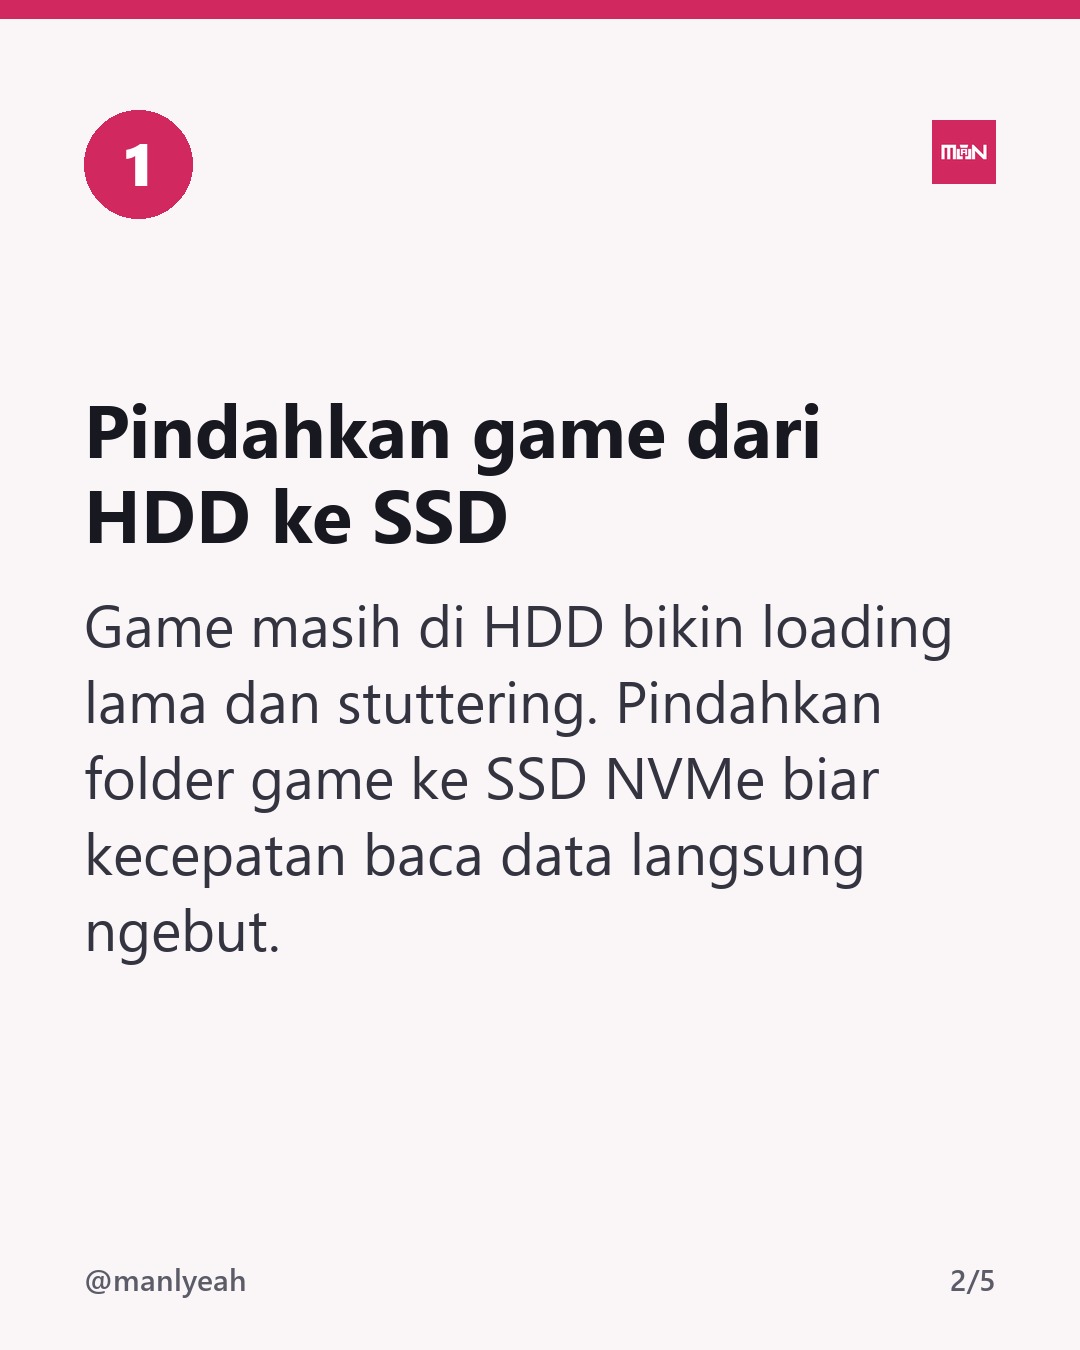 1
MAN
Pindahkan game dari
HDD ke SSD
Game masih di HDD bikin loading
lama dan stuttering. Pindahkan
folder game ke SSD NVMe biar
kecepatan baca data langsung
ngebut.
@manlyeah
2/5